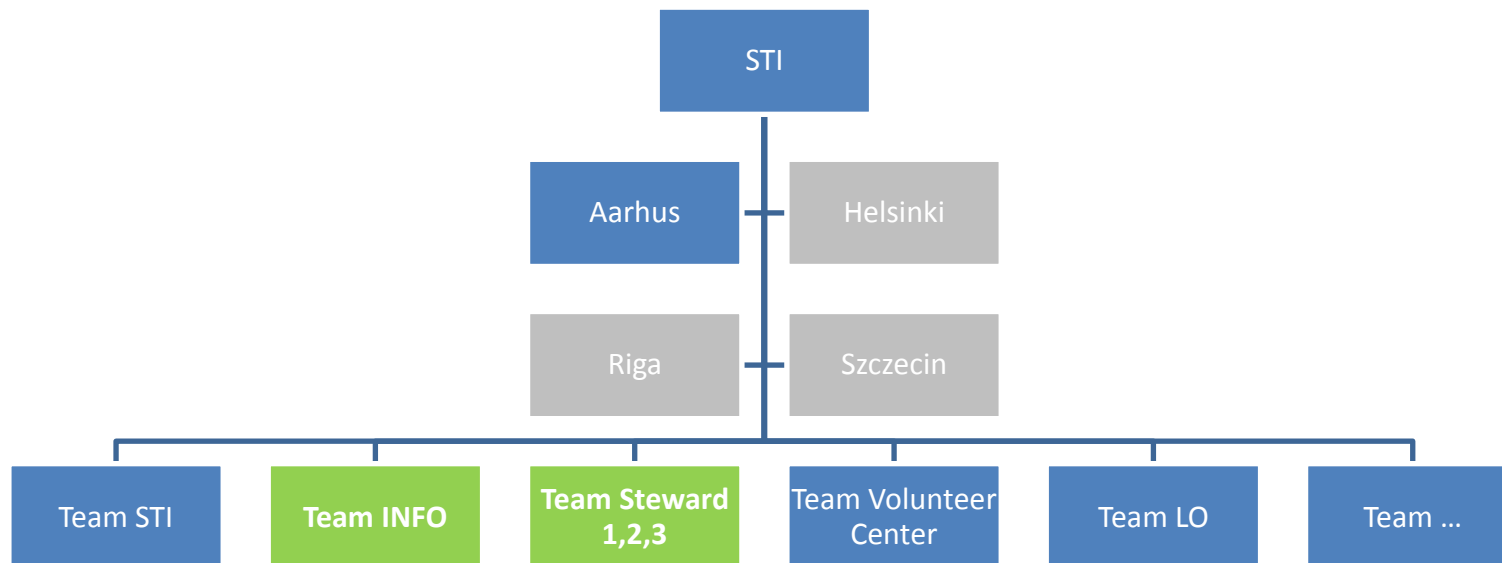 STI
Aarhus
Helsinki
Riga
Szczecin
Team STI
Team INFO
Team Steward
1,2,3
Team Volunteer
Center
Team LO
Team ...